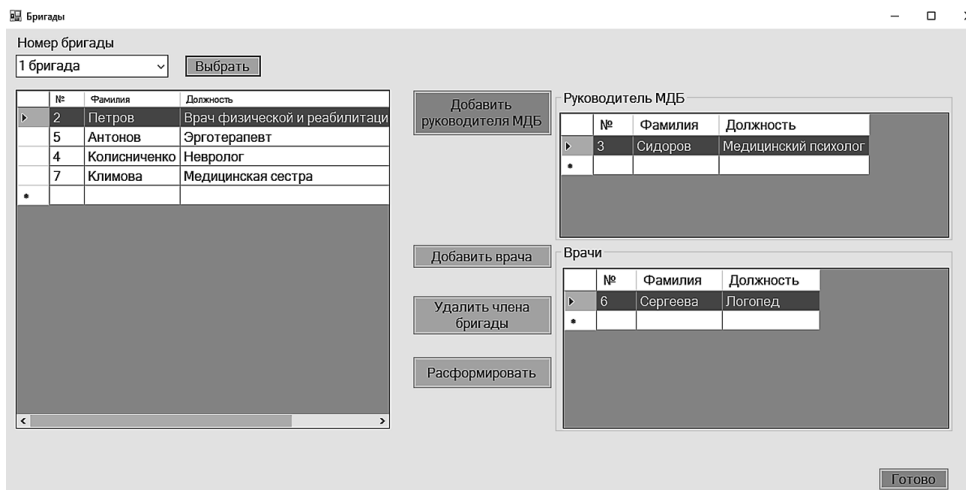 Бригады
Номер бригады
1 бригада
Выбрать
№ Фамилия Должность
2 Петров Врач физической и реабилитаци
5 Антонов Эрготерапевт
4 Колисниченко Невролог
7 Климова Медицинская сестра
Добавить
руководителя МДБ
Добавить врача
Удалить члена
бригады
Расформировать
Руководитель МДБ
№ Фамилия Должность
3 Сидоров Медицинский психолог
Врачи
№ Фамилия Должность
6 Сергеева Логопед
Готово